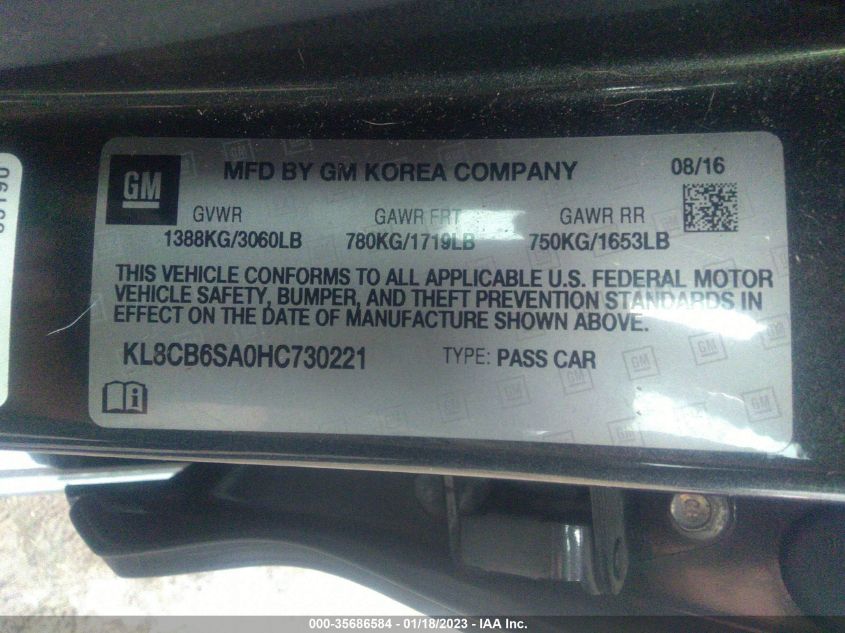 GM
MFD BY GM KOREA COMPANY
08/16
GVWR GAWR FRT GAWR RR
1388KG/3060LB 780KG/1719LB 750KG/1653LB
THIS VEHICLE CONFORMS TO ALL APPLICABLE U.S. FEDERAL MOTOR
VEHICLE SAFETY, BUMPER, AND THEFT PREVENTION STANDARDS IN
EFFECT ON THE DATE OF MANUFACTURE SHOWN ABOVE.
KL8CB6SA0HC730221 TYPE: PASS CAR
000-35686584 - 01/18/2023 - IAA Inc.